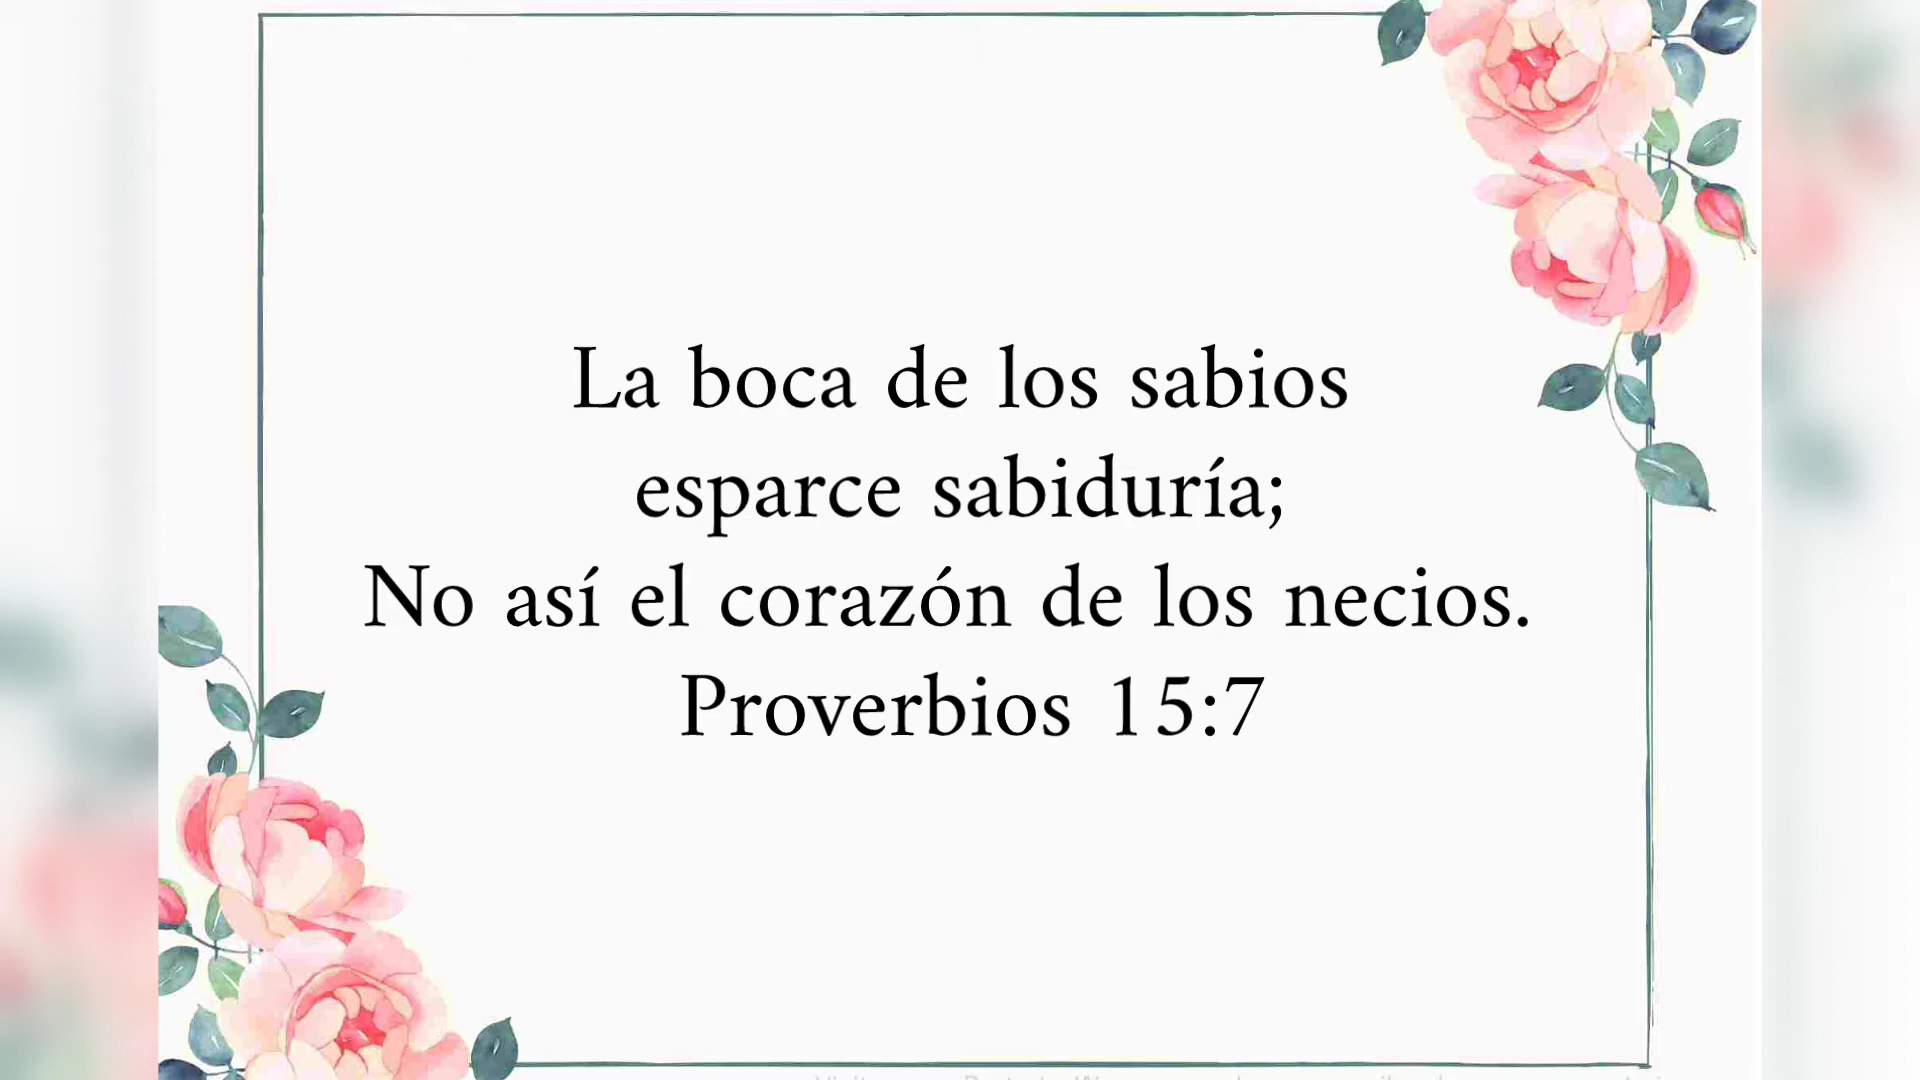 La boca de los sabios
esparce sabiduría;
No así el corazón de los necios.
Proverbios 15:7